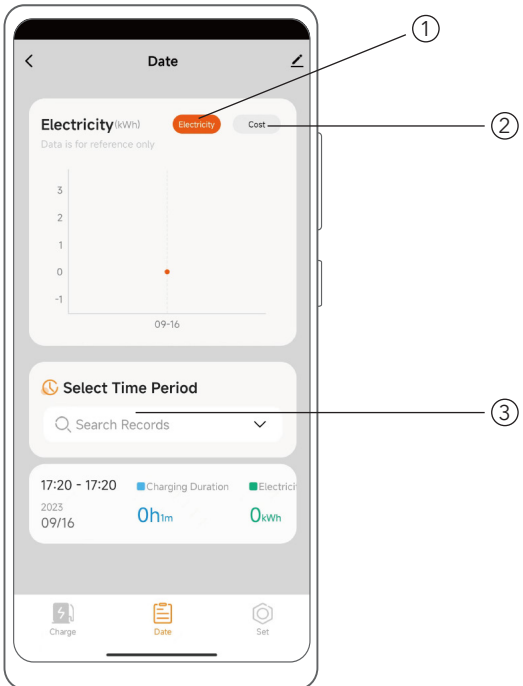 ①
Date
Electricity(kWh) Electricity Cost ②
Data is for reference only
3
2
1
0
-1
09-16
Select Time Period
Search Records ③
17:20 - 17:20 Charging Duration Electrici
2023
09/16 0h1m 0kWh
Charge Date Set